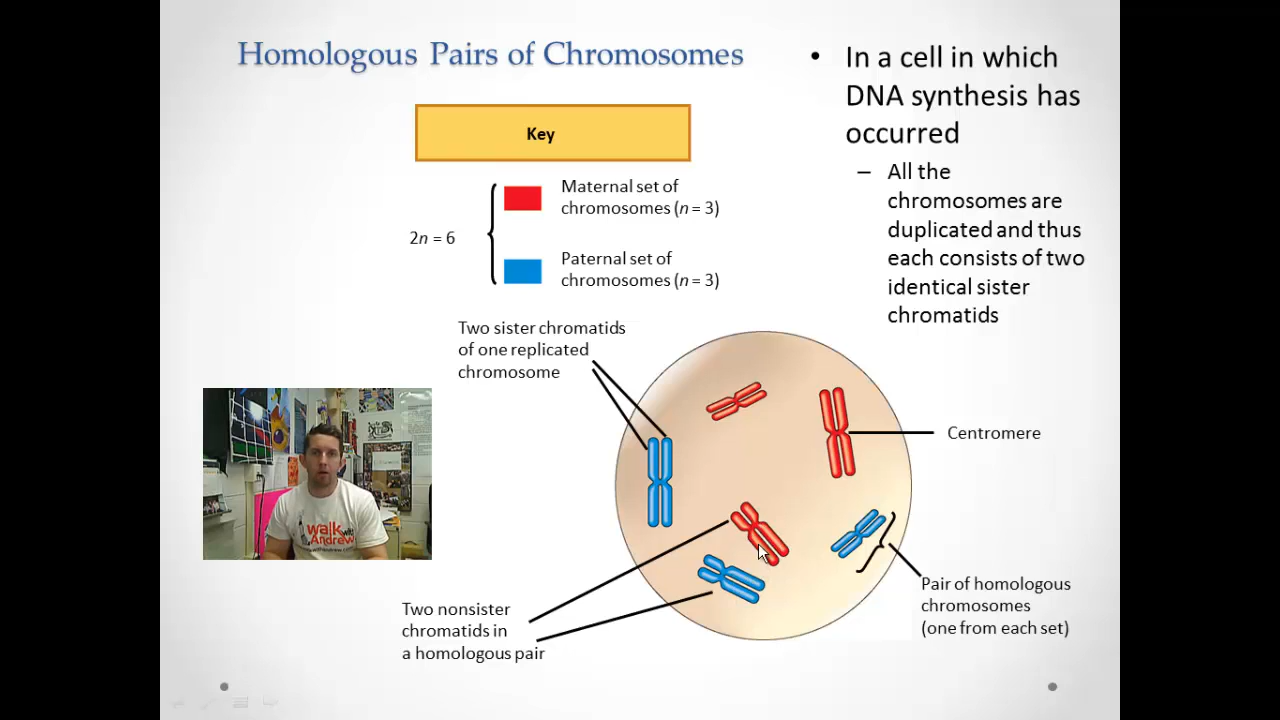 Homologous Pairs of Chromosomes
Key
2n = 6
Maternal set of
chromosomes (n = 3)
Paternal set of
chromosomes (n = 3)
• In a cell in which
DNA synthesis has
occurred
– All the
chromosomes are
duplicated and thus
each consists of two
identical sister
chromatids
Two sister chromatids
of one replicated
chromosome
Centromere
walk with
Andrew
Two nonsister
chromatids in
a homologous pair
Pair of homologous
chromosomes
(one from each set)